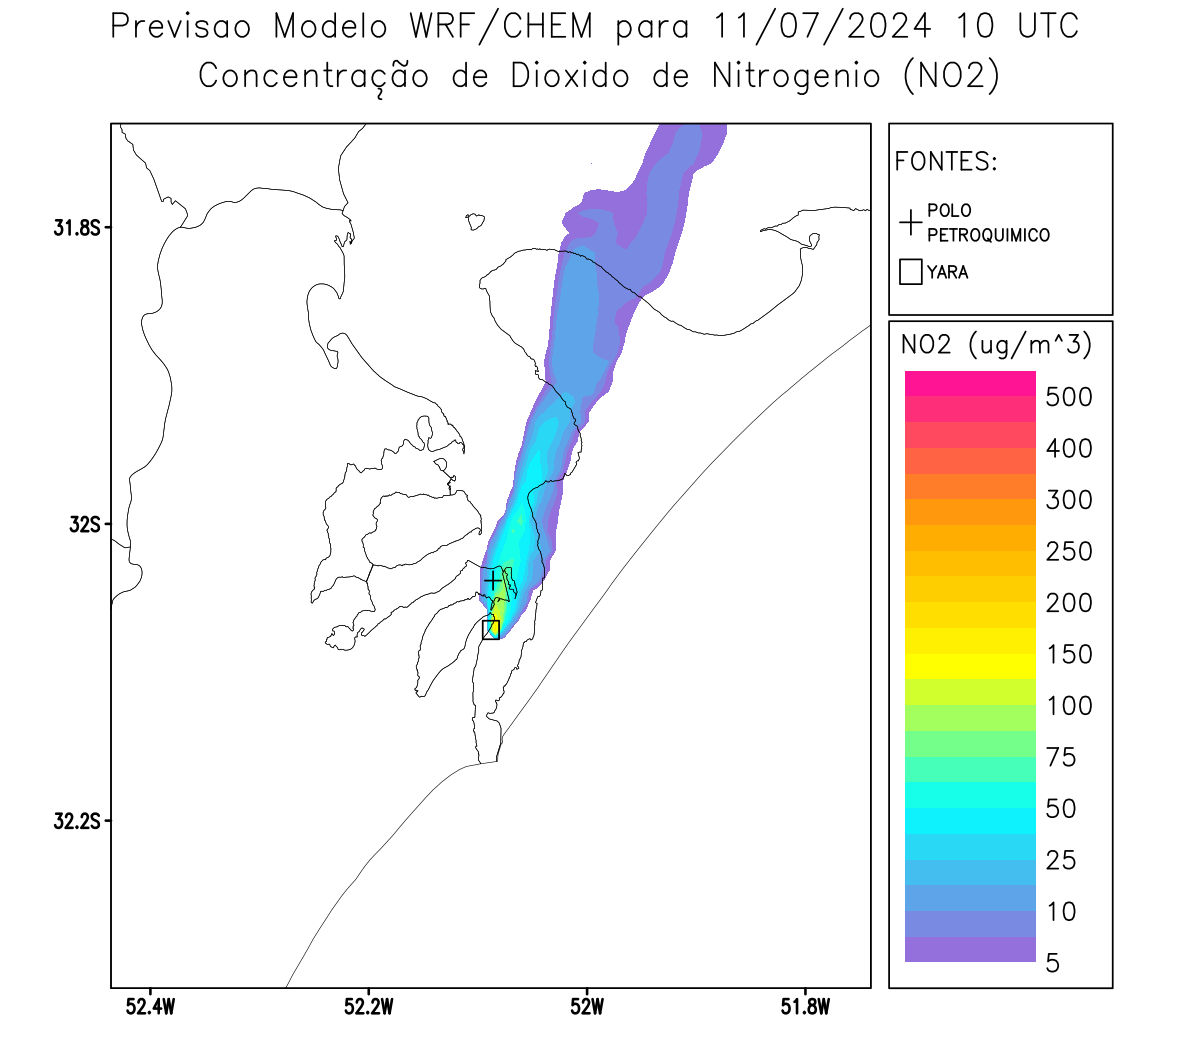 Previsao Modelo WRF/CHEM para 11/07/2024 10 UTC
Concentração de Dioxido de Nitrogenio (NO2)
FONTES:
POLO
PETROQUIMICO
YARA
NO2 (ug/m^3)
500
400
300
250
200
150
100
75
50
25
10
5
31.8S
32S
32.2S
52.4W
52.2W
52W
51.8W